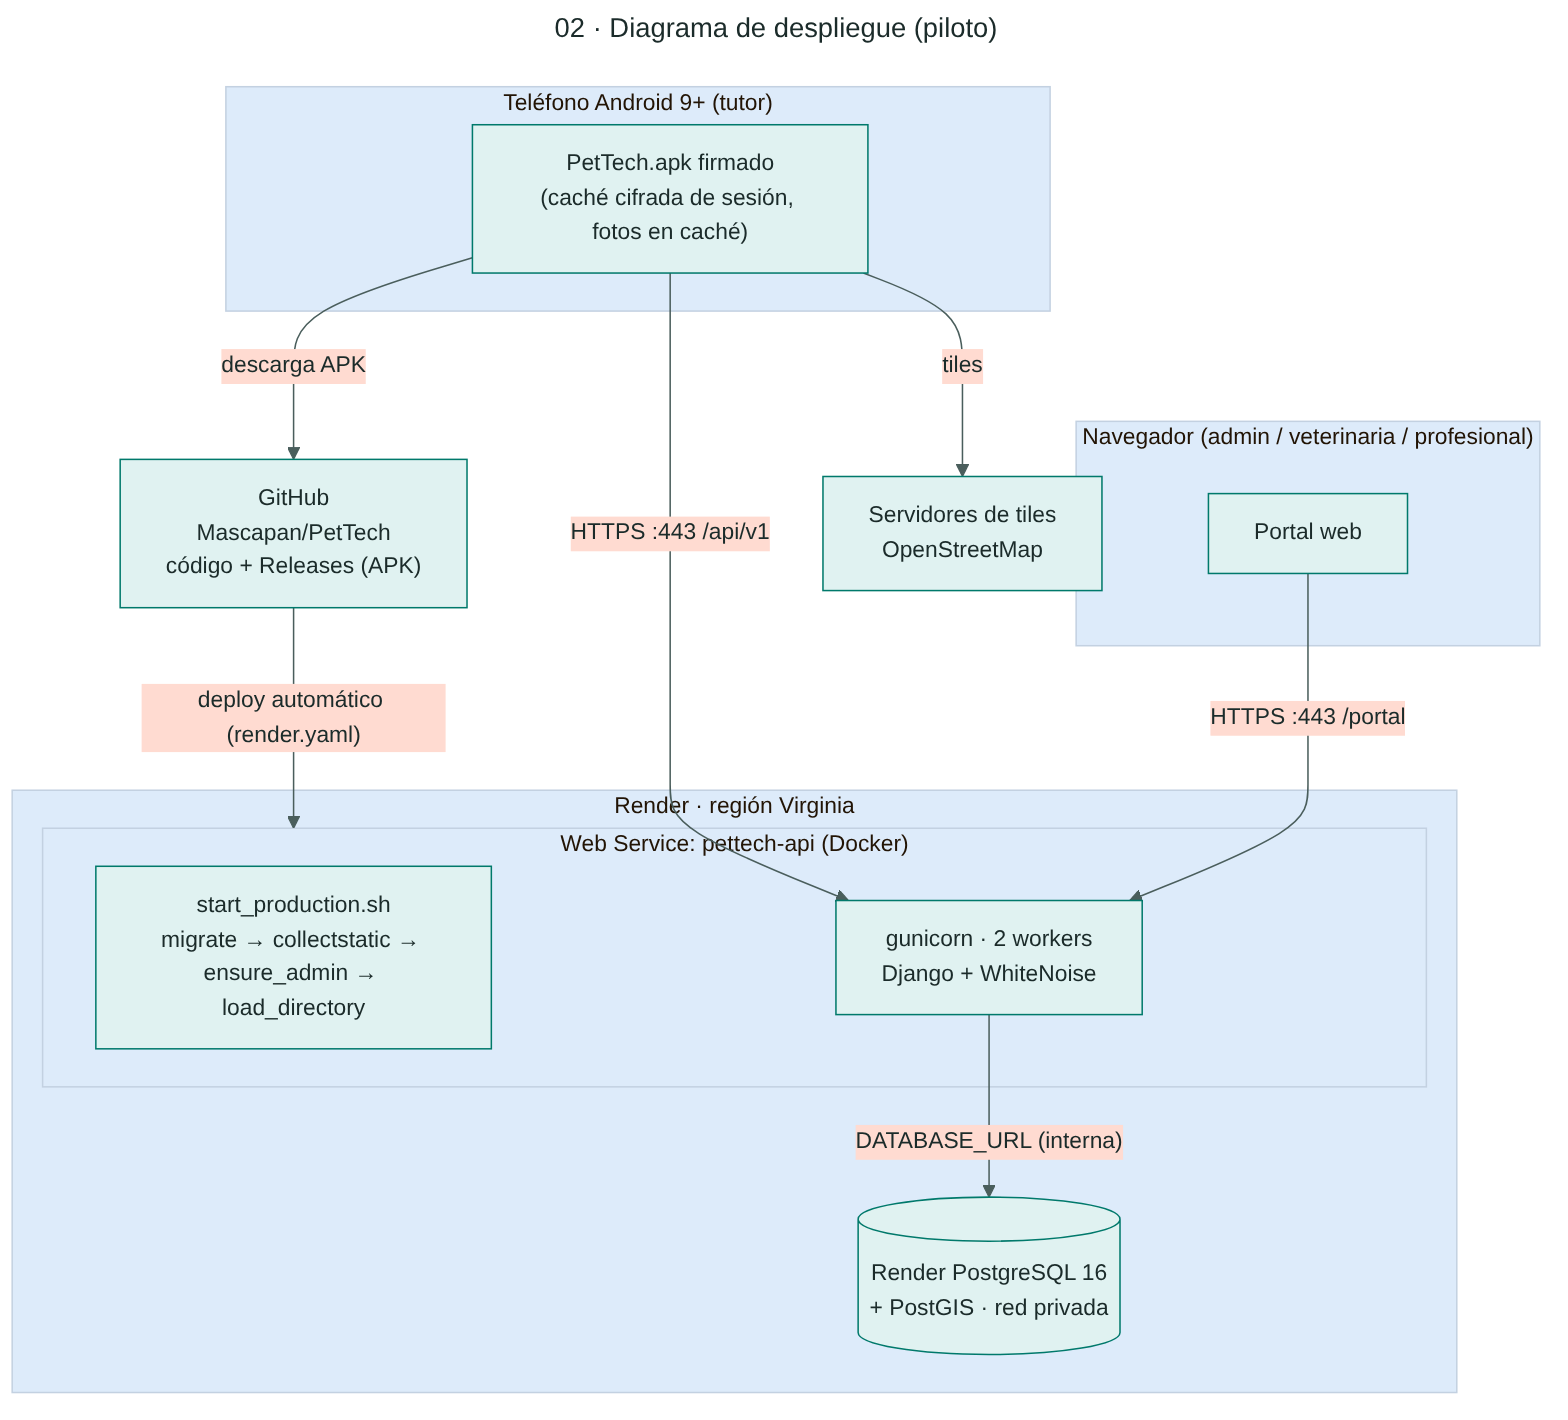 02 · Diagrama de despliegue (piloto)
Teléfono Android 9+ (tutor)
PetTech.apk firmado
(caché cifrada de sesión,
fotos en caché)
descarga APK
tiles
Navegador (admin / veterinaria / profesional)
GitHub
Mascapan/PetTech
código + Releases (APK)
HTTPS :443 /api/v1
Servidores de tiles
OpenStreetMap
Portal web
deploy automático
(render.yaml)
HTTPS :443 /portal
Render · región Virginia
Web Service: pettech-api (Docker)
start_production.sh
migrate → collectstatic →
ensure_admin →
load_directory
gunicorn · 2 workers
Django + WhiteNoise
DATABASE_URL (interna)
Render PostgreSQL 16
+ PostGIS · red privada